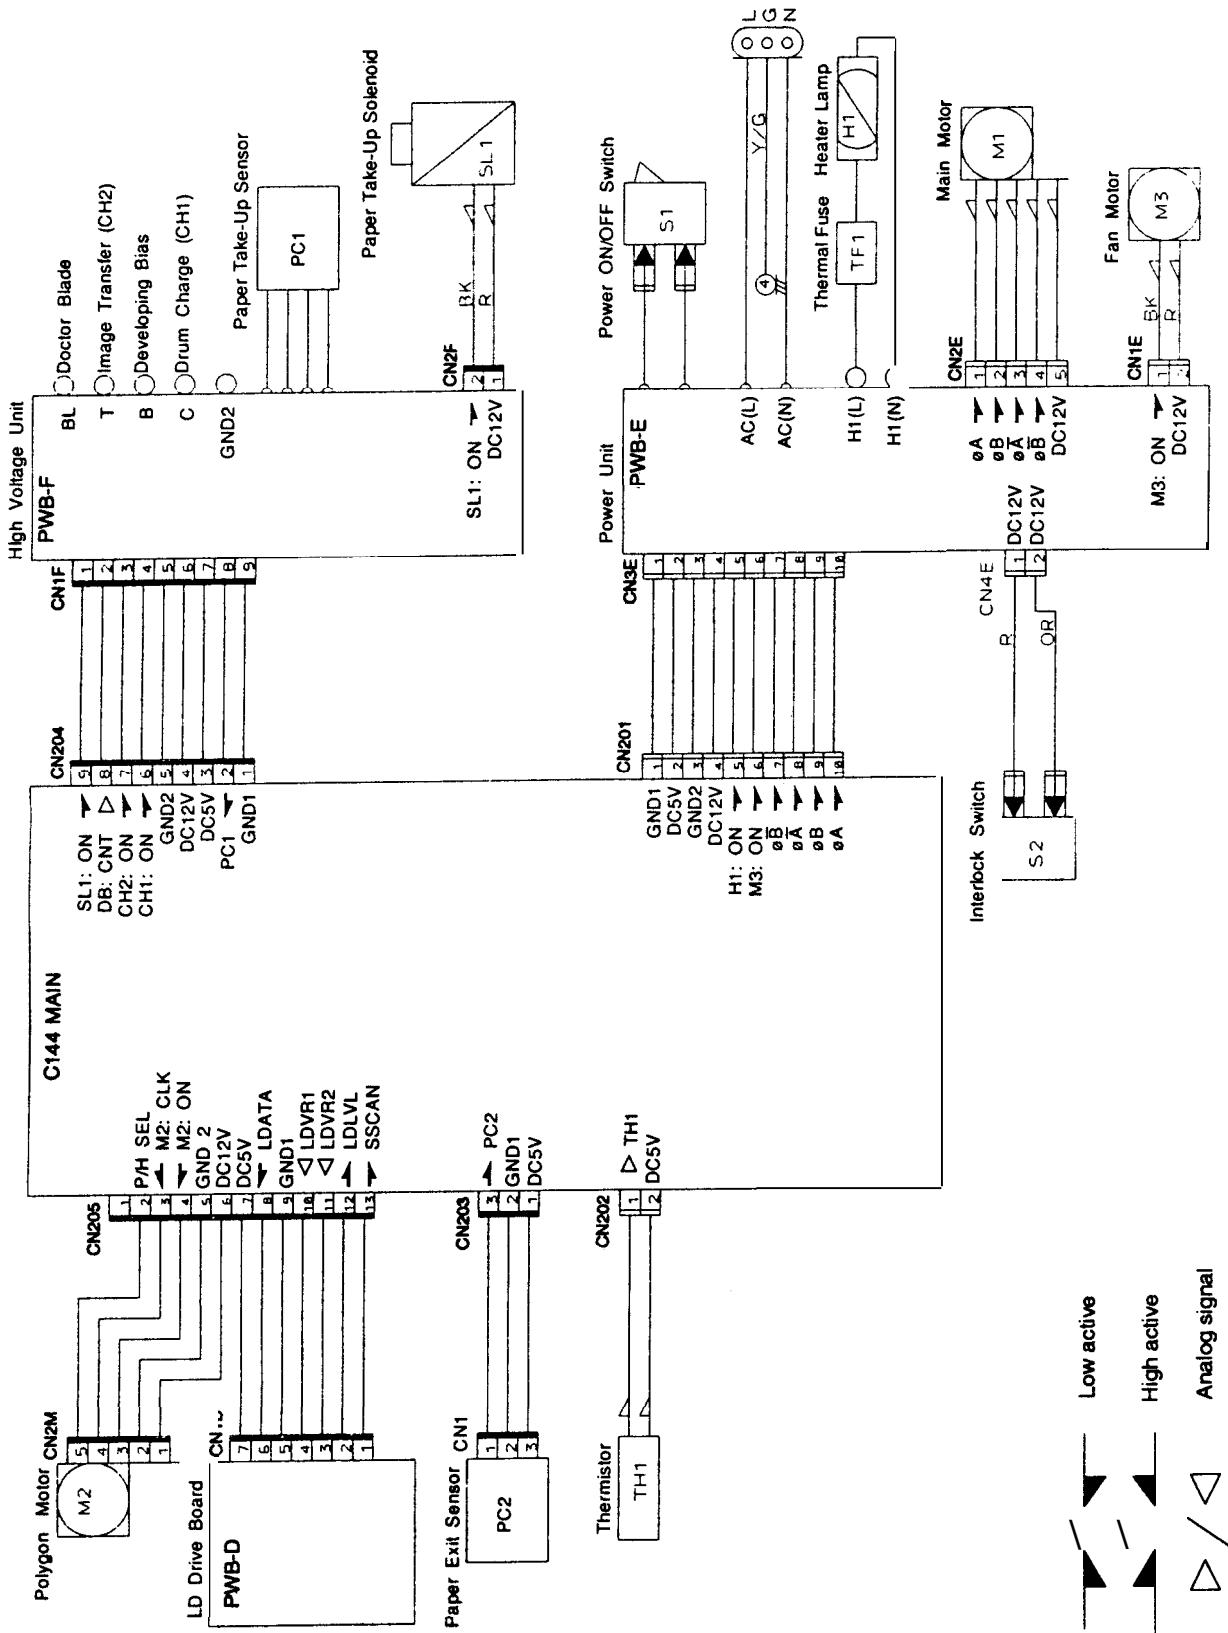 High Voltage Unit
PWB-F
BL
Doctor Blade
T
Image Transfer (CH2)
B
Developing Bias
C
Drum Charge (CH1)
GND2
Paper Take-Up Sensor
PC1
Paper Take-Up Solenoid
SL1
BK
R
CN2F
2
1
SL1: ON
DC12V
CN1F
1
2
3
4
5
6
7
8
9
CN204
9
8
7
6
5
4
3
2
1
SL1: ON
DB: CNT
CH2: ON
CH1: ON
GND2
DC12V
DC5V
PC1
GND1
C144 MAIN
Power Unit
PWB-E
Power ON/OFF Switch
S1
L
G
N
Y/G
4
AC(L)
AC(N)
Thermal Fuse
TF1
Heater Lamp
H1
H1(L)
H1(N)
Main Motor
M1
CN2E
1
2
3
4
5
øA
øB
øA̅
øB̅
DC12V
Fan Motor
M3
BK
R
CN1E
1
2
M3: ON
DC12V
CN3E
1
2
3
4
5
6
7
8
9
10
CN201
1
2
3
4
5
6
7
8
9
10
GND1
DC5V
GND2
DC12V
H1: ON
M3: ON
øB̅
øA̅
øB
øA
DC12V
DC12V
CN4E
1
2
R
OR
Interlock Switch
S2
CN205
1
2
3
4
5
6
7
8
9
10
11
12
13
P/H SEL
M2: CLK
M2: ON
GND 2
DC12V
DC5V
LDATA
GND1
LDVR1
LDVR2
LDLVL
SSCAN
Polygon Motor
M2
CN2M
5
4
3
2
1
LD Drive Board
PWB-D
7
6
5
4
3
2
1
CN203
3
2
1
PC2
GND1
DC5V
Paper Exit Sensor
PC2
CN1
1
2
3
CN202
1
2
TH1
DC5V
Thermistor
TH1
Low active
High active
Analog signal